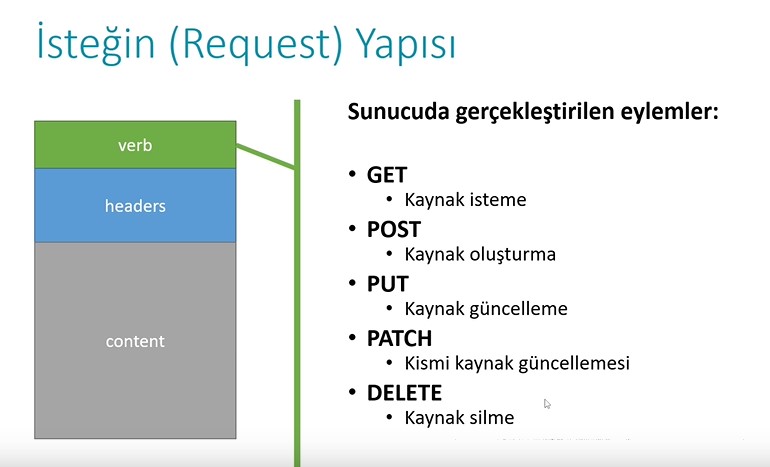 İsteğin (Request) Yapısı
verb
headers
content
Sunucuda gerçekleştirilen eylemler:
• GET
• Kaynak isteme
• POST
• Kaynak oluşturma
• PUT
• Kaynak güncelleme
• PATCH
• Kismi kaynak güncellemesi
• DELETE
• Kaynak silme